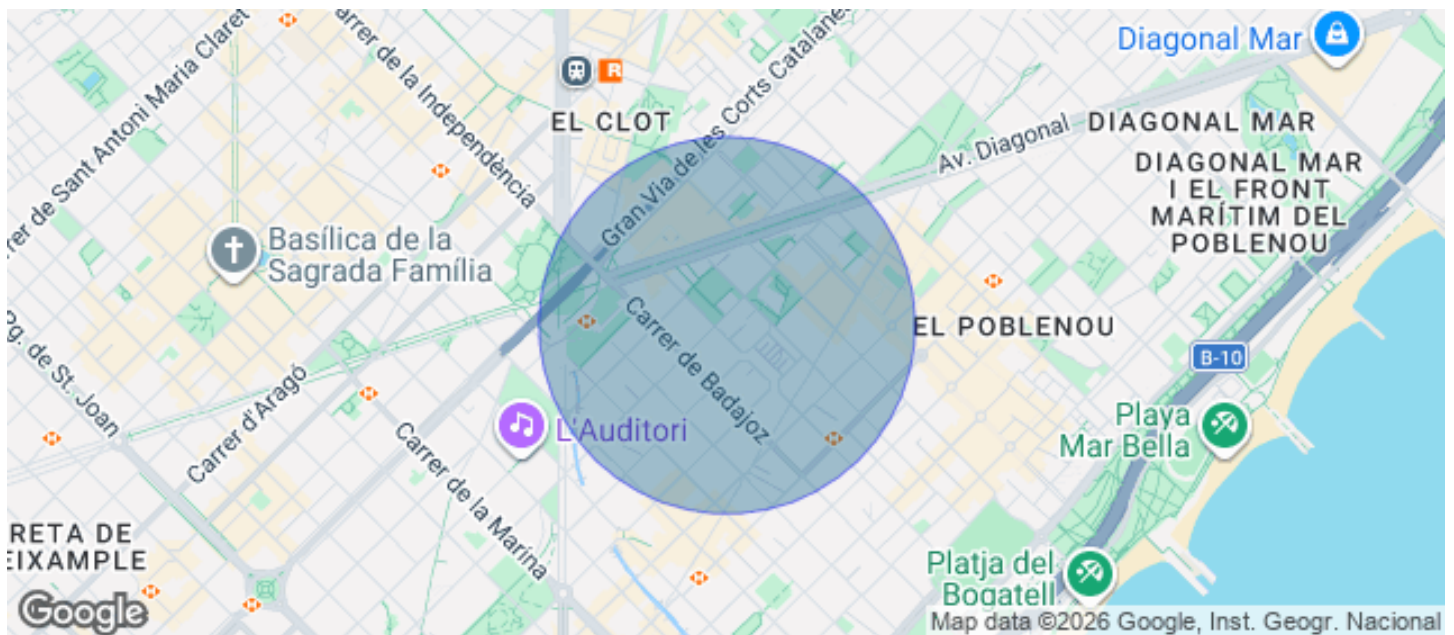 Carrer de Sant Antoni Maria Claret
Carrer de la Independència
EL CLOT
R
Gran Via de les Corts Catalanes
Diagonal Mar
Av. Diagonal
DIAGONAL MAR
DIAGONAL MAR
I EL FRONT
MARÍTIM DEL
POBLENOU
Basílica de la
Sagrada Família
Carrer de Badajoz
EL POBLENOU
B-10
Pg. de St. Joan
Carrer d'Aragó
L'Auditori
Carrer de la Marina
Playa
Mar Bella
RETA DE
EIXAMPLE
Platja del
Bogatell
Google
Map data ©2026 Google, Inst. Geogr. Nacional